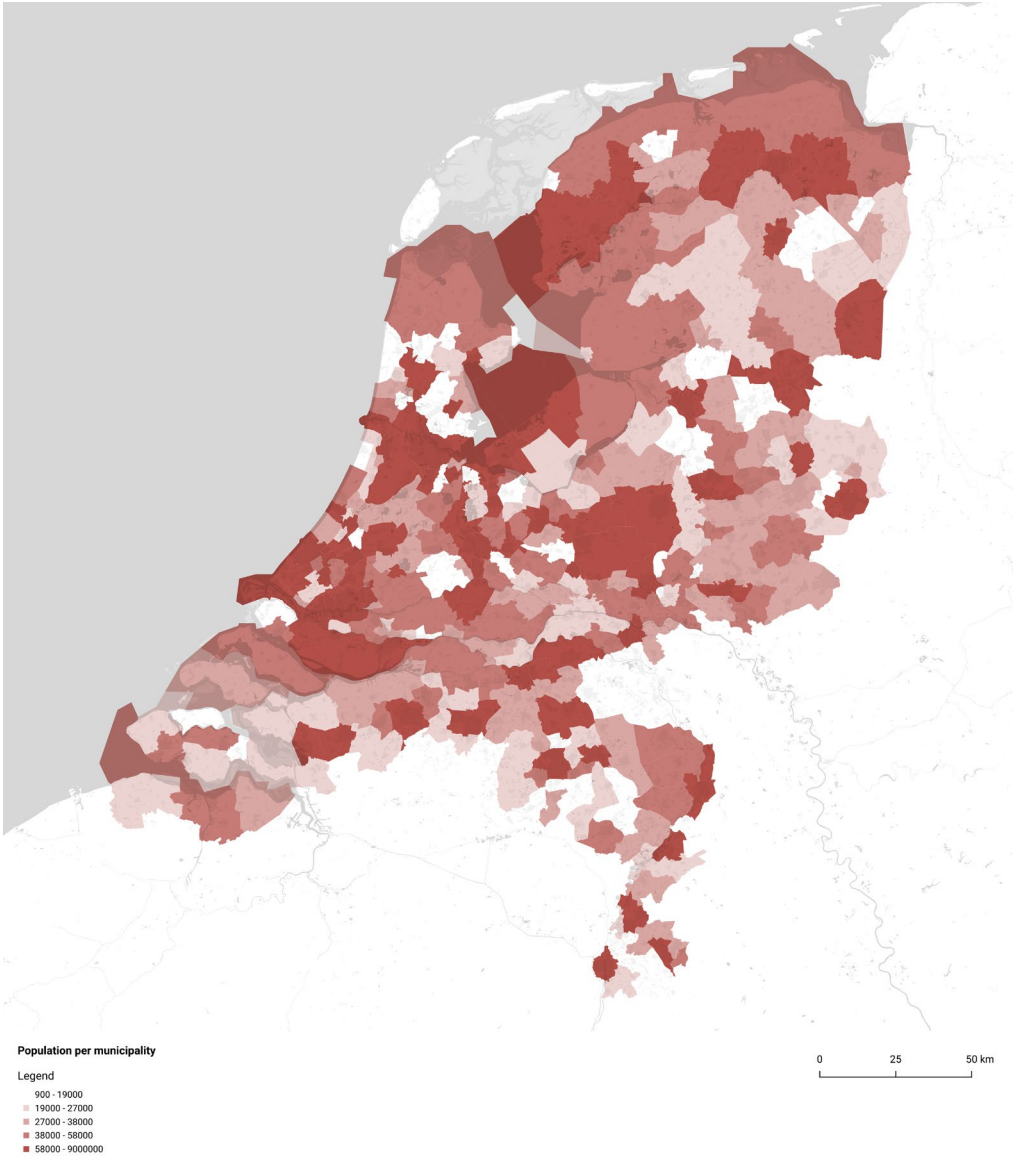 Population per municipality
Legend
900 - 19000
19000 - 27000
27000 - 38000
38000 - 58000
58000 - 9000000
0 25 50 km